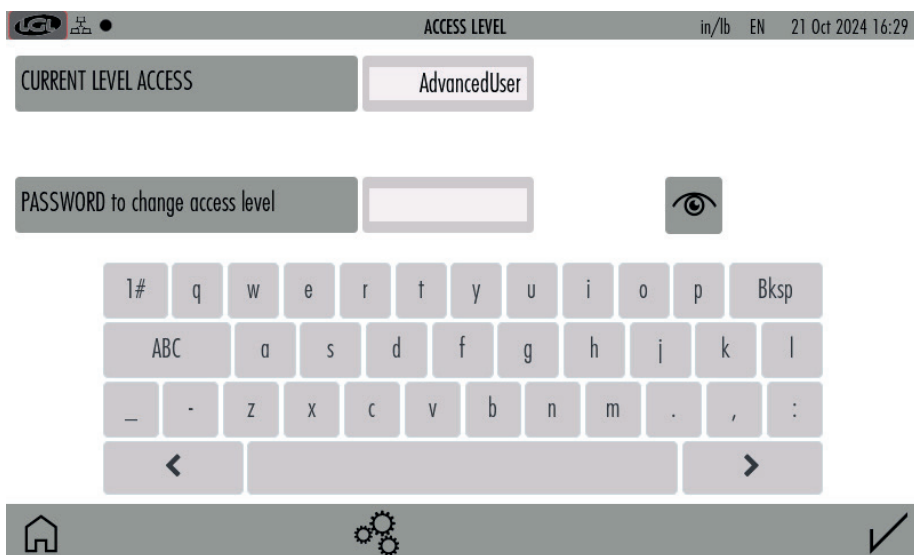 LGL ACCESS LEVEL in/lb EN 21 Oct 2024 16:29
CURRENT LEVEL ACCESS AdvancedUser
PASSWORD to change access level
1# q w e r t y u i o p Bksp
ABC a s d f g h j k l
_ - z x c v b n m . , :
< >